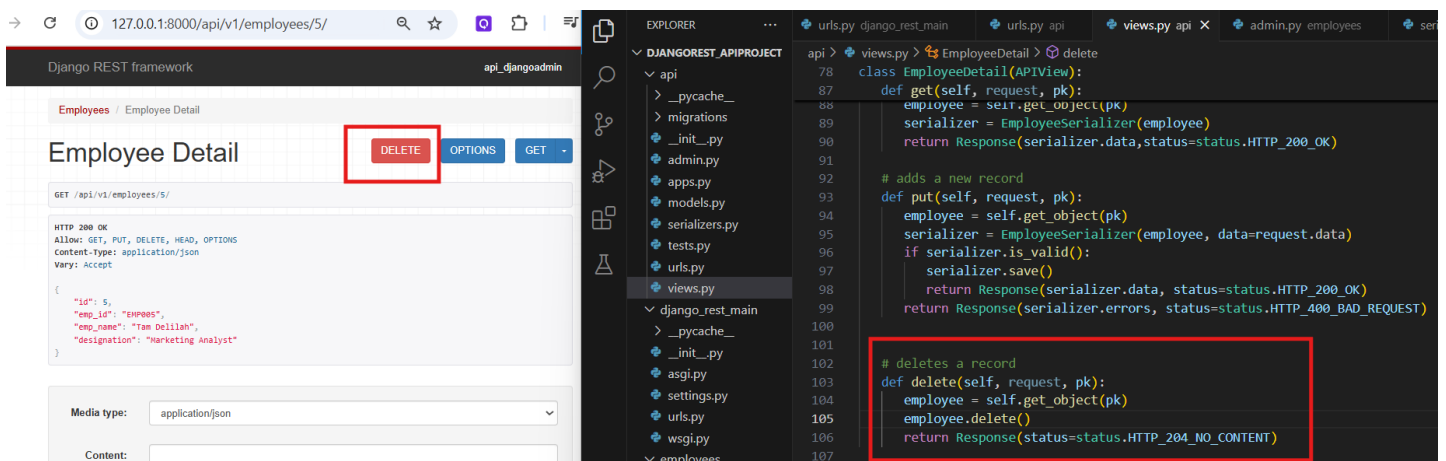 127.0.0.1:8000/api/v1/employees/5/
Django REST framework
api_djangoadmin
Employees / Employee Detail
Employee Detail
DELETE
OPTIONS
GET
GET /api/v1/employees/5/
HTTP 200 OK
Allow: GET, PUT, DELETE, HEAD, OPTIONS
Content-Type: application/json
Vary: Accept
{
"id": 5,
"emp_id": "EMP005",
"emp_name": "Tam Delilah",
"designation": "Marketing Analyst"
}
Media type:
application/json
Content:
EXPLORER
DJANGOREST_APIPROJECT
api
__pycache__
migrations
__init__.py
admin.py
apps.py
models.py
serializers.py
tests.py
urls.py
views.py
django_rest_main
__pycache__
__init__.py
asgi.py
settings.py
urls.py
wsgi.py
employees
urls.py django_rest_main
urls.py api
views.py api
admin.py employees
seri
api > views.py > EmployeeDetail > delete
78 class EmployeeDetail(APIView):
87 def get(self, request, pk):
88 employee = self.get_object(pk)
89 serializer = EmployeeSerializer(employee)
90 return Response(serializer.data,status=status.HTTP_200_OK)
91
92 # adds a new record
93 def put(self, request, pk):
94 employee = self.get_object(pk)
95 serializer = EmployeeSerializer(employee, data=request.data)
96 if serializer.is_valid():
97 serializer.save()
98 return Response(serializer.data, status=status.HTTP_200_OK)
99 return Response(serializer.errors, status=status.HTTP_400_BAD_REQUEST)
100
101
102 # deletes a record
103 def delete(self, request, pk):
104 employee = self.get_object(pk)
105 employee.delete()
106 return Response(status=status.HTTP_204_NO_CONTENT)
107